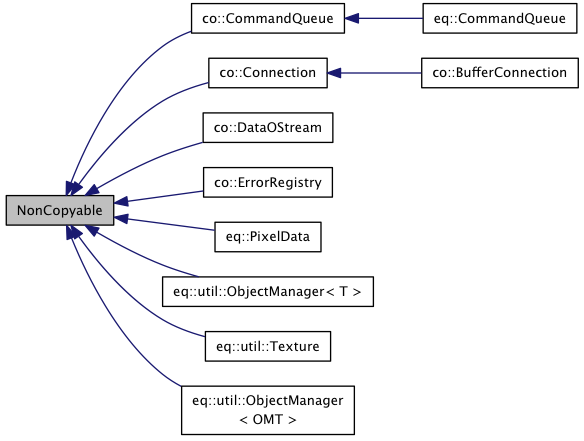 co::CommandQueue
eq::CommandQueue
co::Connection
co::BufferConnection
co::DataOStream
co::ErrorRegistry
NonCopyable
eq::PixelData
eq::util::ObjectManager< T >
eq::util::Texture
eq::util::ObjectManager
< OMT >